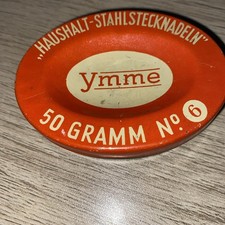 „HAUSHALT-STAHLSTECKNADELN"
Ymme
50 GRAMM No. 6